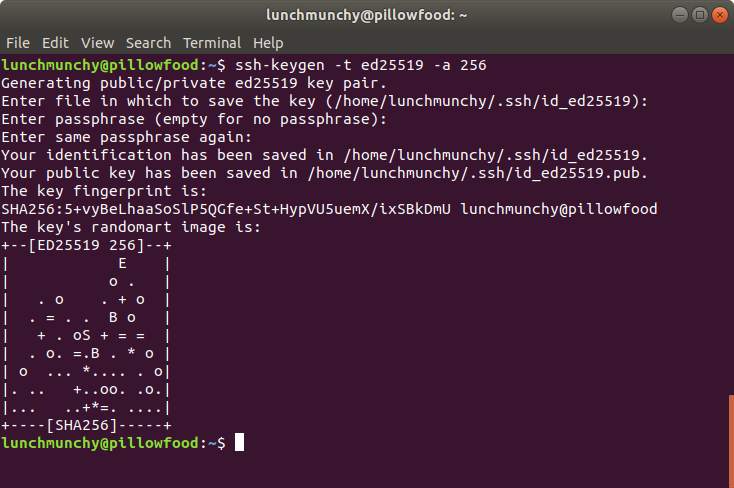 lunchmunchy@pillowfood: ~
File Edit View Search Terminal Help
lunchmunchy@pillowfood:~$ ssh-keygen -t ed25519 -a 256
Generating public/private ed25519 key pair.
Enter file in which to save the key (/home/lunchmunchy/.ssh/id_ed25519):
Enter passphrase (empty for no passphrase):
Enter same passphrase again:
Your identification has been saved in /home/lunchmunchy/.ssh/id_ed25519.
Your public key has been saved in /home/lunchmunchy/.ssh/id_ed25519.pub.
The key fingerprint is:
SHA256:5+vyBeLhaaSoSlP5QGfe+St+HypVU5uemX/ixSBkDmU lunchmunchy@pillowfood
The key's randomart image is:
+--[ED25519 256]--+
|            E    |
|           o .   |
|   . o    . + o  |
|  . = . .  B o   |
|   + . oS + = =  |
|  . o. =.B . * o |
| o  ... *.... . o|
|. ..   +..oo. .o.|
|...   ..+*=. ....|
+----[SHA256]-----+
lunchmunchy@pillowfood:~$